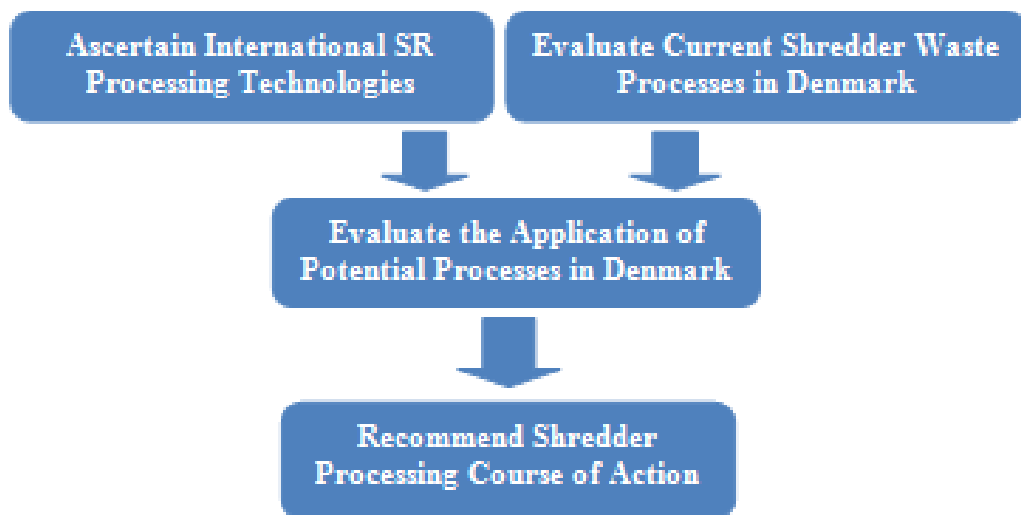 Ascertain International SR
Processing Technologies
Evaluate Current Shredder Waste
Processes in Denmark
Evaluate the Application of
Potential Processes in Denmark
Recommend Shredder
Processing Course of Action